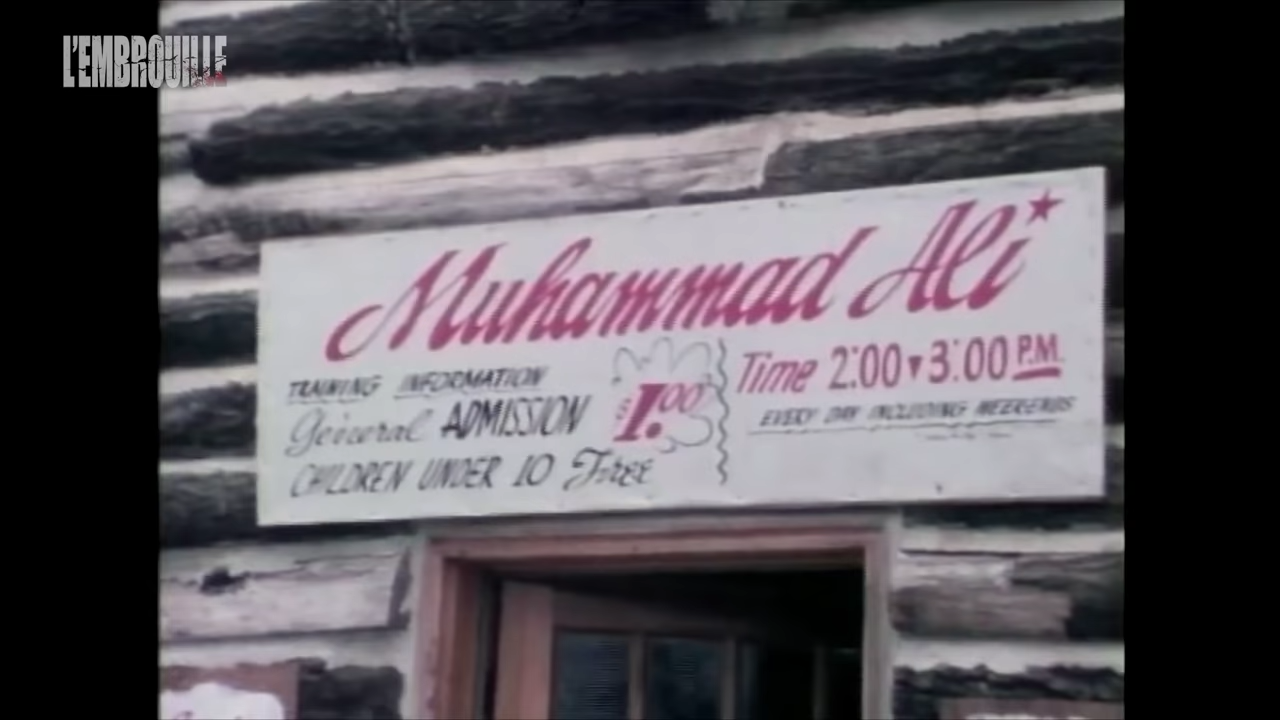 L'EMBROUILLE
Muhammad Ali
TRAINING INFORMATION
General ADMISSION $1.00
CHILDREN UNDER 10 Free
Time 2:00 3:00 P.M.
EVERY DAY INCLUDING WEEKENDS